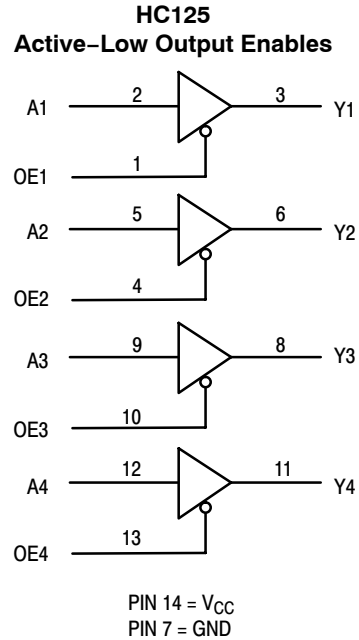 HC125
Active−Low Output Enables
A1 2 3 Y1
OE1 1
A2 5 6 Y2
OE2 4
A3 9 8 Y3
OE3 10
A4 12 11 Y4
OE4 13
PIN 14 = VCC
PIN 7 = GND